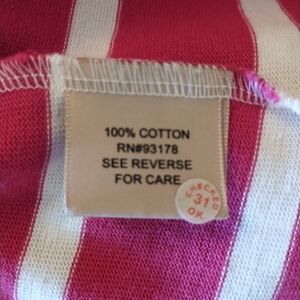 100% COTTON
RN#93178
SEE REVERSE
FOR CARE
CHECKED
31
OK